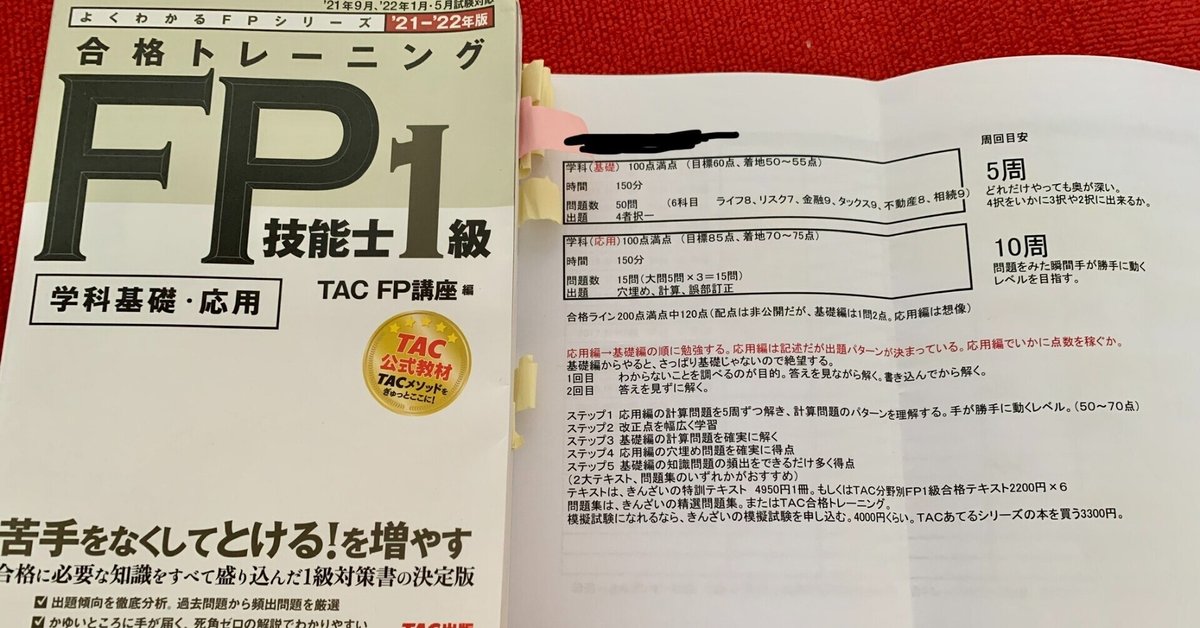 '21年9月、'22年1月・5月試験対応
よくわかるFPシリーズ '21-'22年版
合格トレーニング
FP1級
技能士
学科基礎・応用
TAC FP講座 編
TAC
公式教材
TACメソッドを
ぎゅっとここに!
苦手をなくしてとける!を増やす
合格に必要な知識をすべて盛り込んだ1級対策書の決定版
出題傾向を徹底分析。過去問題から頻出問題を厳選
かゆいところに手が届く、死角ゼロの解説でわかりやすい
TAC出版
周回目安
学科(基礎) 100点満点 (目標60点、着地50~55点)
時間 150分
問題数 50問 (6科目 ライフ8、リスク7、金融9、タックス9、不動産8、相続9)
出題 4者択一
5周
どれだけやっても奥が深い。
4択をいかに3択や2択に出来るか。
学科(応用)100点満点 (目標85点、着地70~75点)
時間 150分
問題数 15問(大問5問×3=15問)
出題 穴埋め、計算、誤部訂正
10周
問題をみた瞬間手が勝手に動く
レベルを目指す。
合格ライン200点満点中120点(配点は非公開だが、基礎編は1問2点。応用編は想像)
応用編→基礎編の順に勉強する。応用編は記述だが出題パターンが決まっている。応用編でいかに点数を稼ぐか。
基礎編からやると、さっぱり基礎じゃないので絶望する。
1回目 わからないことを調べるのが目的。答えを見ながら解く。書き込んでから解く。
2回目 答えを見ずに解く。
ステップ1 応用編の計算問題を5周ずつ解き、計算問題のパターンを理解する。手が勝手に動くレベル。(50~70点)
ステップ2 改正点を幅広く学習
ステップ3 基礎編の計算問題を確実に解く
ステップ4 応用編の穴埋め問題を確実に得点
ステップ5 基礎編の知識問題の頻出をできるだけ多く得点
(2大テキスト、問題集のいずれかがおすすめ)
テキストは、きんざいの特訓テキスト 4950円1冊。もしくはTAC分野別FP1級合格テキスト2200円×6
問題集は、きんざいの精選問題集。またはTAC合格トレーニング。
模擬試験になれるなら、きんざいの模擬試験を申し込む。4000円くらい。TACあてるシリーズの本を買う3300円。